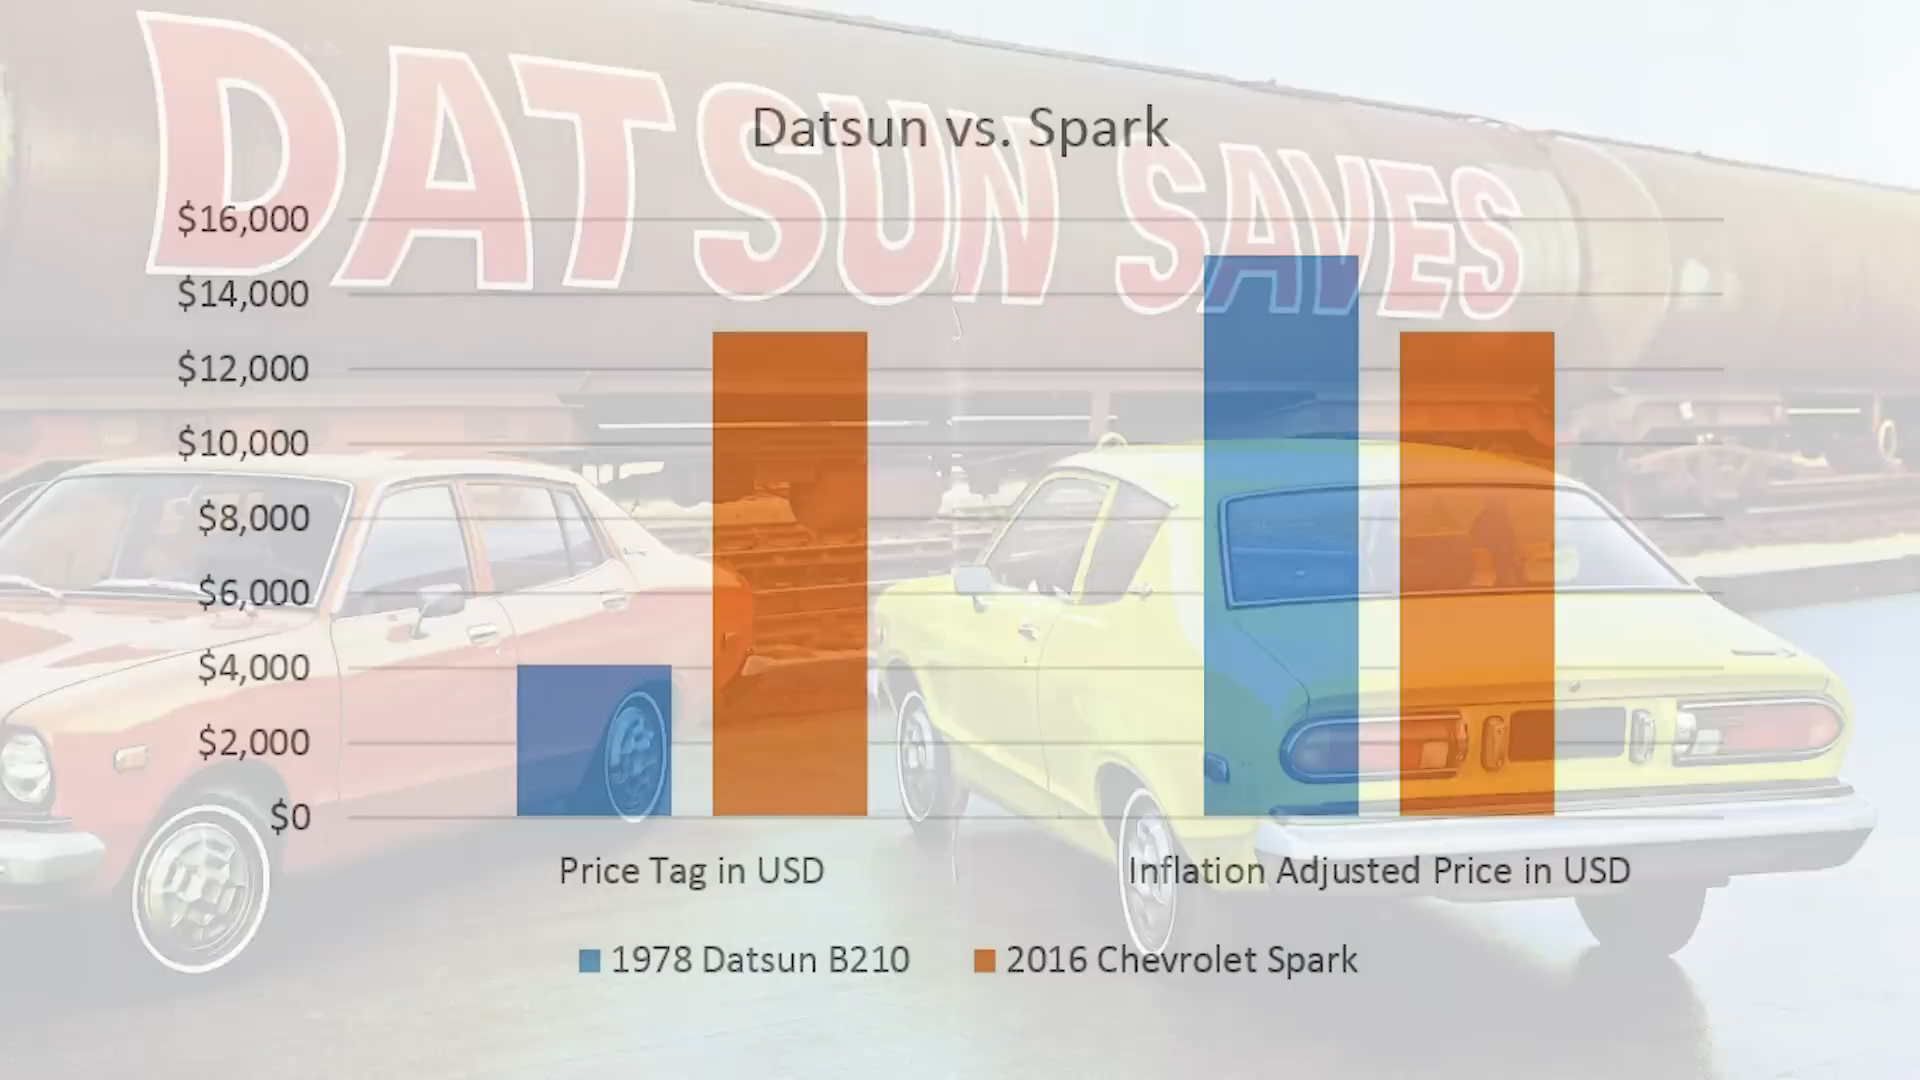 DATSUN SAVES
Datsun vs. Spark
$16,000
$14,000
$12,000
$10,000
$8,000
$6,000
$4,000
$2,000
$0
Price Tag in USD
Inflation Adjusted Price in USD
1978 Datsun B210
2016 Chevrolet Spark